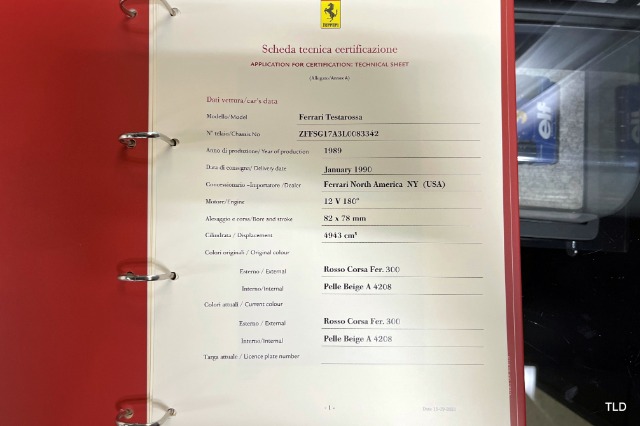 Ferrari
Scheda tecnica certificazione
APPLICATION FOR CERTIFICATION: TECHNICAL SHEET
(Allegato/Annex A)
Dati vettura/car's data
Modello/Model Ferrari Testarossa
N° telaio/Chassis No ZFFSG17A3L0083342
Anno di produzione/Year of production 1989
Data di consegna/Delivery date January 1990
Concessionario -Importatore/Dealer Ferrari North America NY (USA)
Motore/Engine 12 V 180°
Alesaggio e corsa/Bore and stroke 82 x 78 mm
Cilindrata / Displacement 4943 cm³
Colori originali / Original colour
Esterno / External Rosso Corsa Fer. 300
Interno/Internal Pelle Beige A 4208
Colori attuali / Current colour
Esterno / External Rosso Corsa Fer. 300
Interno/Internal Pelle Beige A 4208
Targa attuale / Licence plate number
- 1 -
elf
TLD